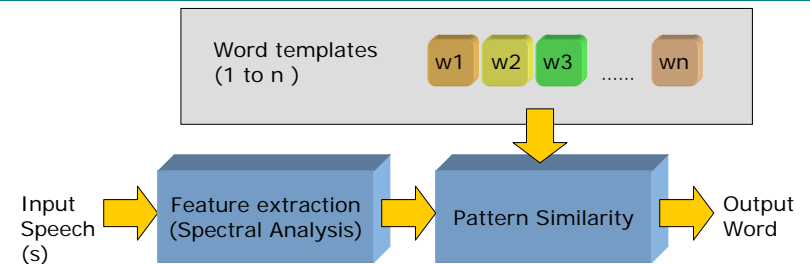 Word templates
(1 to n )
w1 w2 w3 ...... wn
Input
Speech
(s)
Feature extraction
(Spectral Analysis)
Pattern Similarity
Output
Word